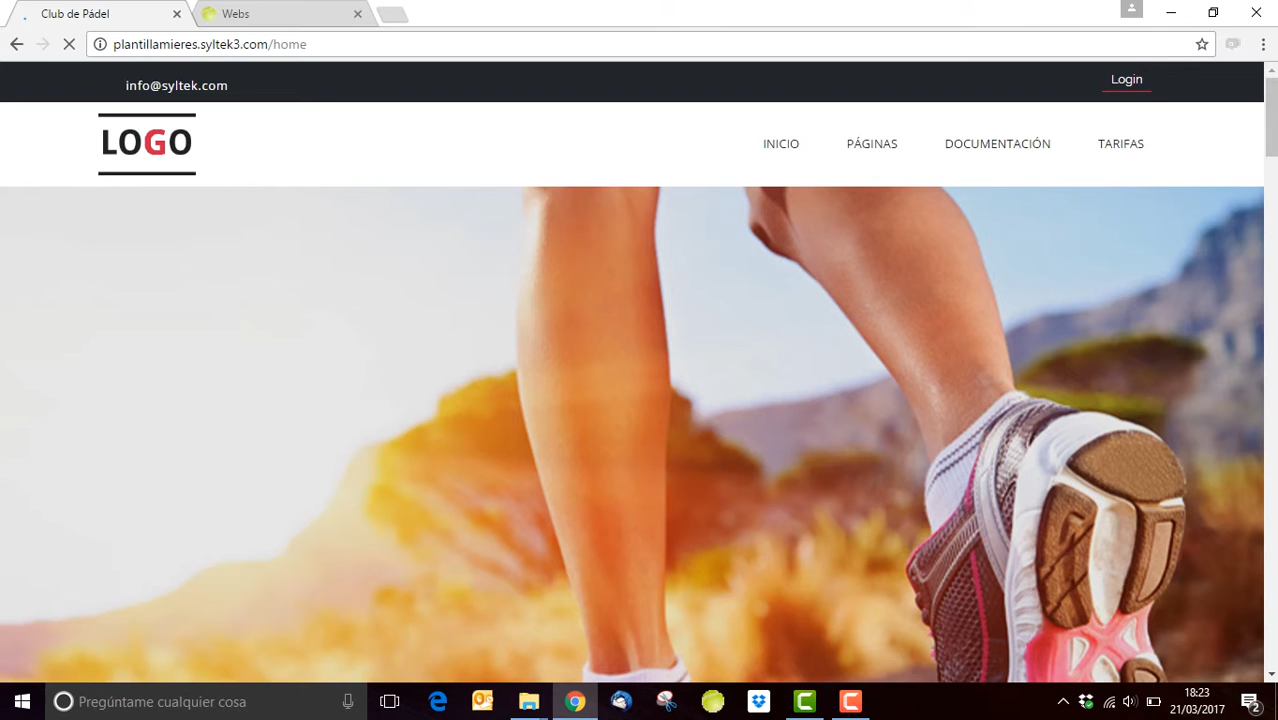 Club de Pádel
Webs
plantillamieres.syltek3.com/home
info@syltek.com
Login
LOGO
INICIO
PÁGINAS
DOCUMENTACIÓN
TARIFAS
Pregúntame cualquier cosa
18:23
21/03/2017
2